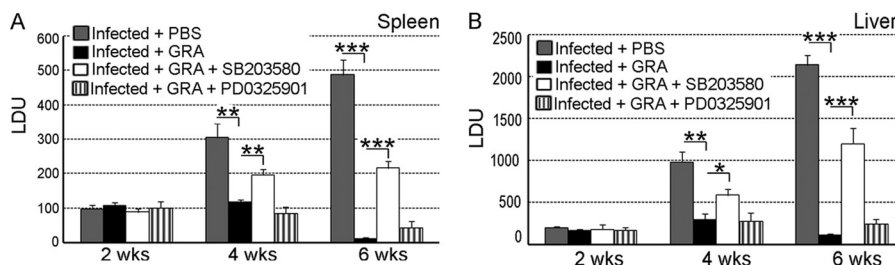 A
Spleen
Infected + PBS
Infected + GRA
Infected + GRA + SB203580
Infected + GRA + PD0325901
LDU
600
500
400
300
200
100
0
**
**
***
***
2 wks
4 wks
6 wks
B
Liver
Infected + PBS
Infected + GRA
Infected + GRA + SB203580
Infected + GRA + PD0325901
LDU
2500
2000
1500
1000
500
0
**
*
***
***
2 wks
4 wks
6 wks